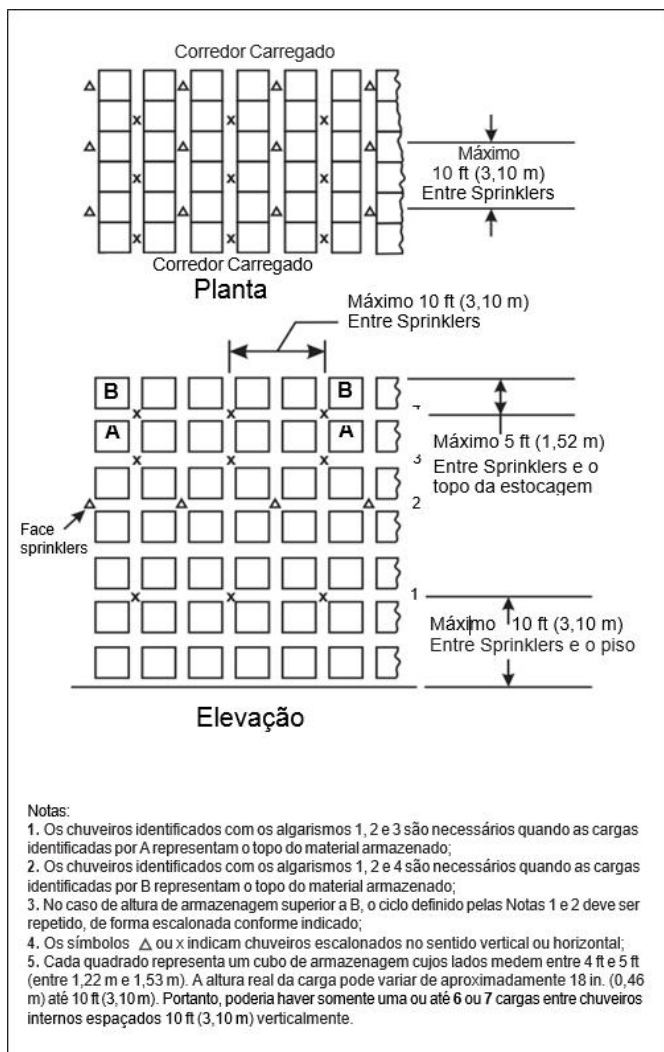 Corredor Carregado
Máximo
10 ft (3,10 m)
Entre Sprinklers
Corredor Carregado
Planta
Máximo 10 ft (3,10 m)
Entre Sprinklers
B
B
A
A
Máximo 5 ft (1,52 m)
Entre Sprinklers e o
topo da estocagem
3
2
Face
sprinklers
1
Máximo 10 ft (3,10 m)
Entre Sprinklers e o piso
Elevação
Notas:
1. Os chuveiros identificados com os algarismos 1, 2 e 3 são necessários quando as cargas
identificadas por A representam o topo do material armazenado;
2. Os chuveiros identificados com os algarismos 1, 2 e 4 são necessários quando as cargas
identificadas por B representam o topo do material armazenado;
3. No caso de altura de armazenagem superior a B, o ciclo definido pelas Notas 1 e 2 deve ser
repetido, de forma escalonada conforme indicado;
4. Os símbolos △ ou x indicam chuveiros escalonados no sentido vertical ou horizontal;
5. Cada quadrado representa um cubo de armazenagem cujos lados medem entre 4 ft e 5 ft
(entre 1,22 m e 1,53 m). A altura real da carga pode variar de aproximadamente 18 in. (0,46
m) até 10 ft (3,10 m). Portanto, poderia haver somente uma ou até 6 ou 7 cargas entre chuveiros
internos espaçados 10 ft (3,10 m) verticalmente.